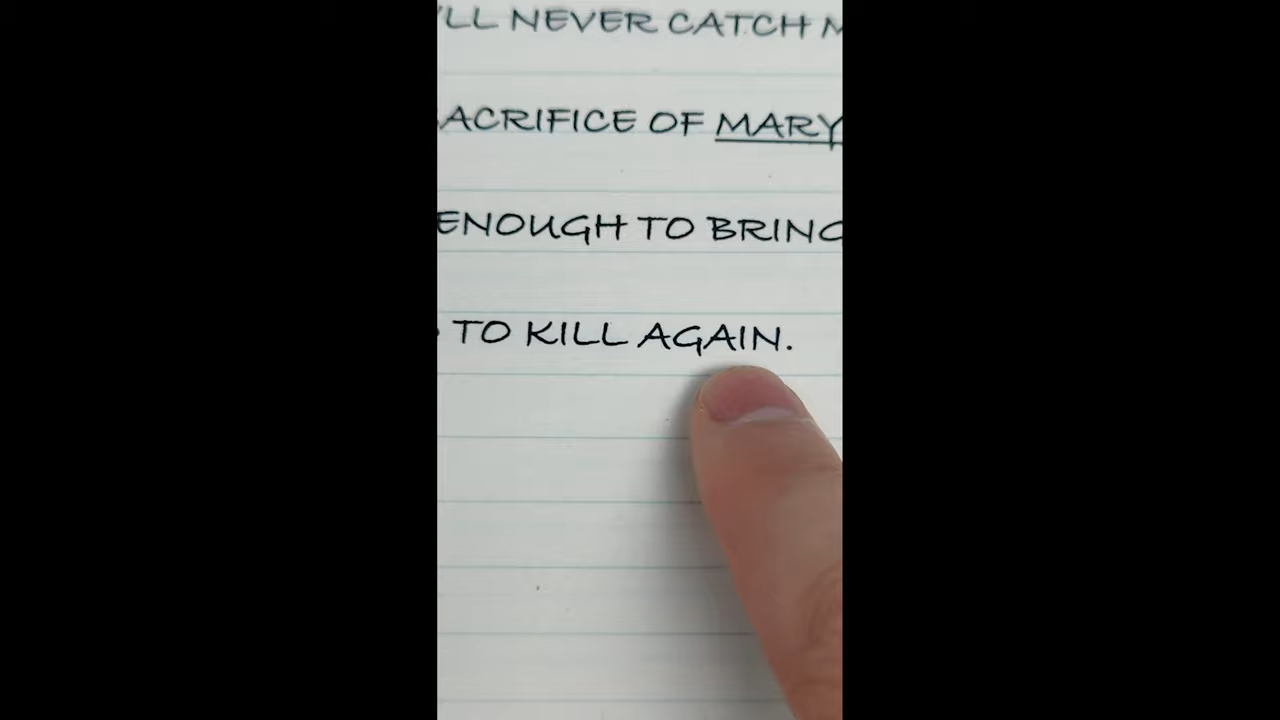 'LL NEVER CATCH
ACRIFICE OF MARY
ENOUGH TO BRING
TO KILL AGAIN.